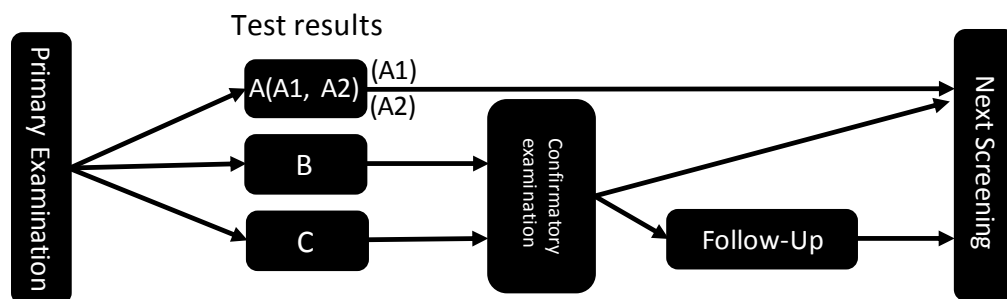 Test results
Primary Examination
A(A1, A2)
(A1)
(A2)
B
C
Confirmatory
examination
Follow-Up
Next Screening